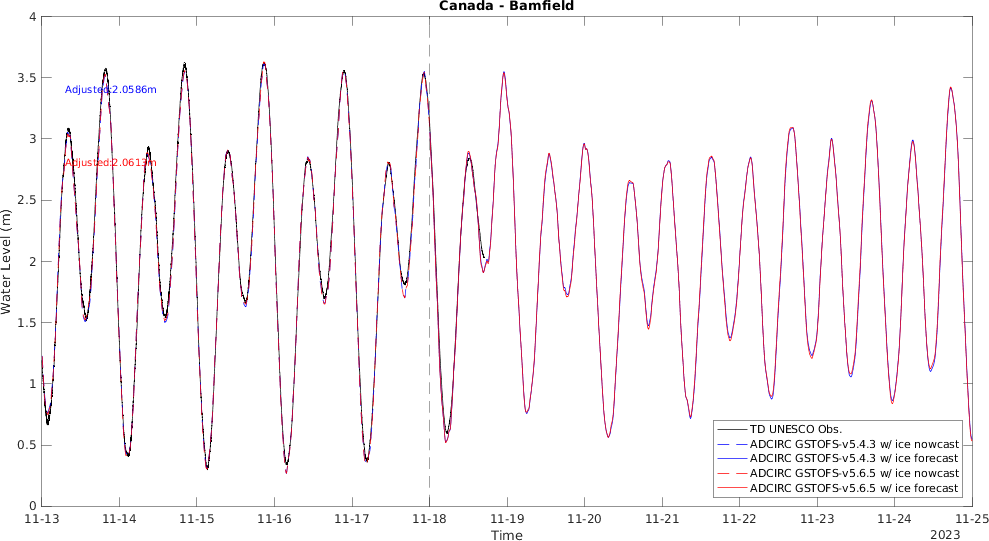 Canada - Bamfield
4
3.5
3
2.5
2
1.5
1
0.5
0
Water Level (m)
Adjusted:2.0586m
Adjusted:2.0613m
TD UNESCO Obs.
ADCIRC GSTOFS-v5.4.3 w/ ice nowcast
ADCIRC GSTOFS-v5.4.3 w/ ice forecast
ADCIRC GSTOFS-v5.6.5 w/ ice nowcast
ADCIRC GSTOFS-v5.6.5 w/ ice forecast
11-13 11-14 11-15 11-16 11-17 11-18 11-19 11-20 11-21 11-22 11-23 11-24 11-25
Time
2023